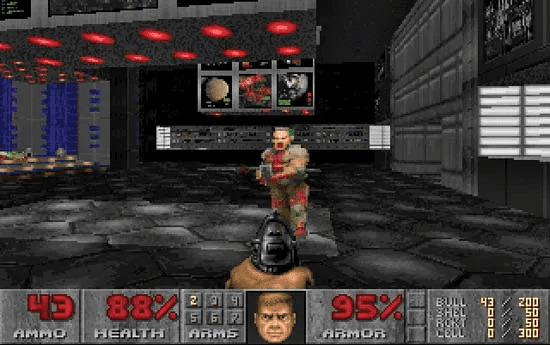 43 88% 2 3 4 95% BULL 43 / 200
5 6 7 SHEL 0 / 50
RCKT 0 / 50
AMMO HEALTH ARMS ARMOR CELL 0 / 300